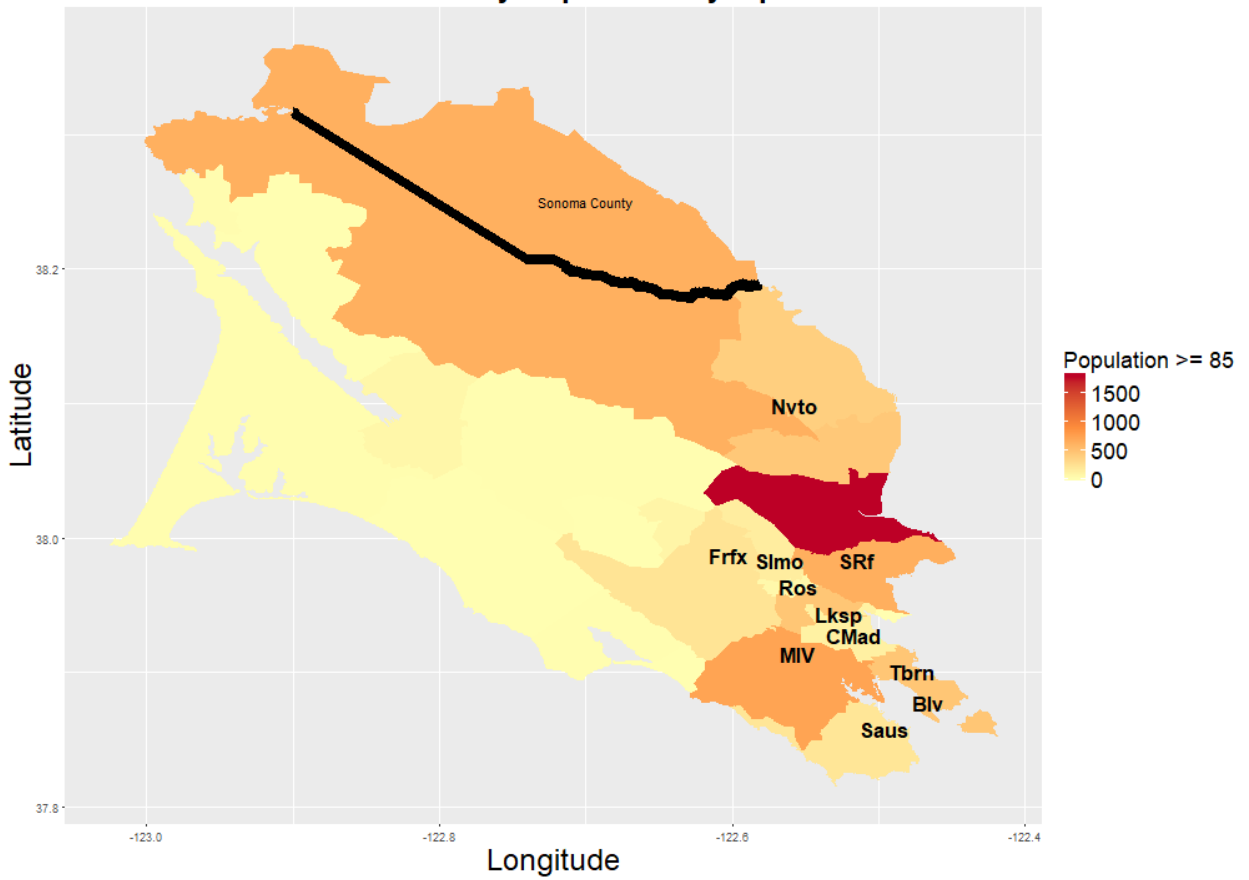 Sonoma County
Population >= 85
1500
1000
500
0
38.2
38.0
37.8
Latitude
Nvto
Frfx
Slmo
SRf
Ros
Lksp
CMad
MlV
Tbrn
Blv
Saus
-123.0
-122.8
-122.6
-122.4
Longitude